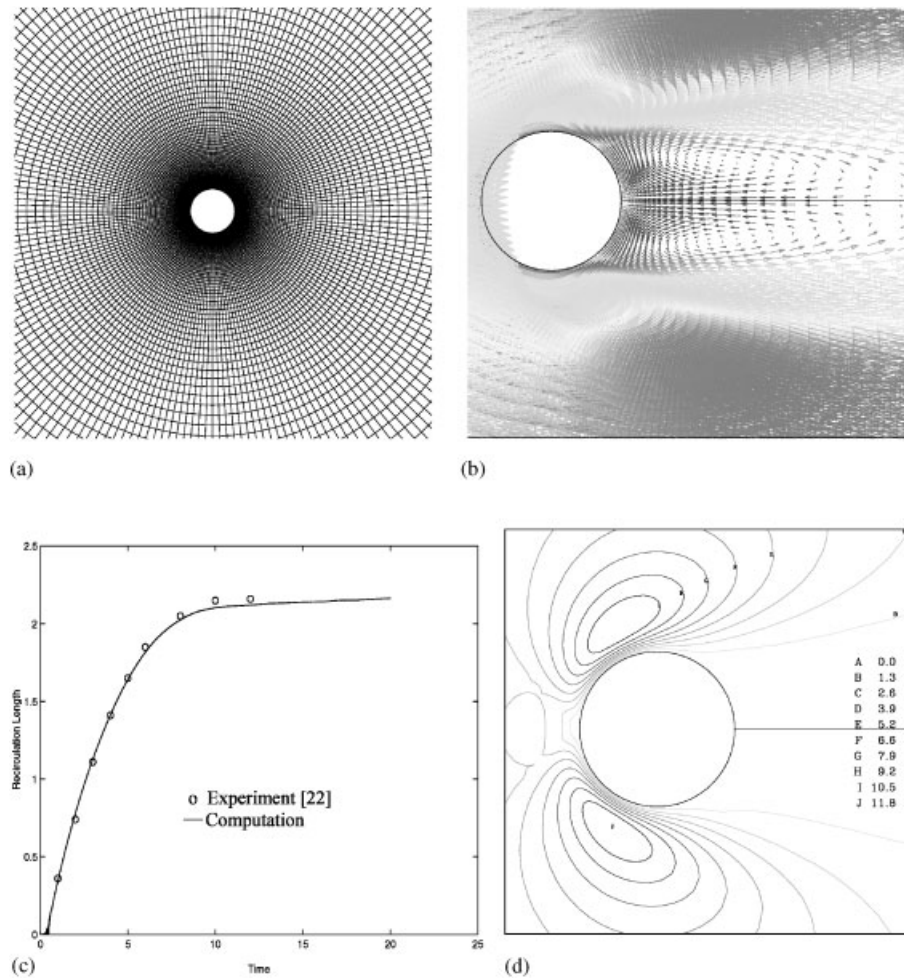 (a)
(b)
2.5
2
1.5
1
0.5
0
0
5
10
15
20
25
Recirculation Length
Time
o Experiment [22]
— Computation
(c)
A 0.0
B 1.3
C 2.6
D 3.9
E 5.2
F 6.6
G 7.9
H 9.2
I 10.5
J 11.8
(d)